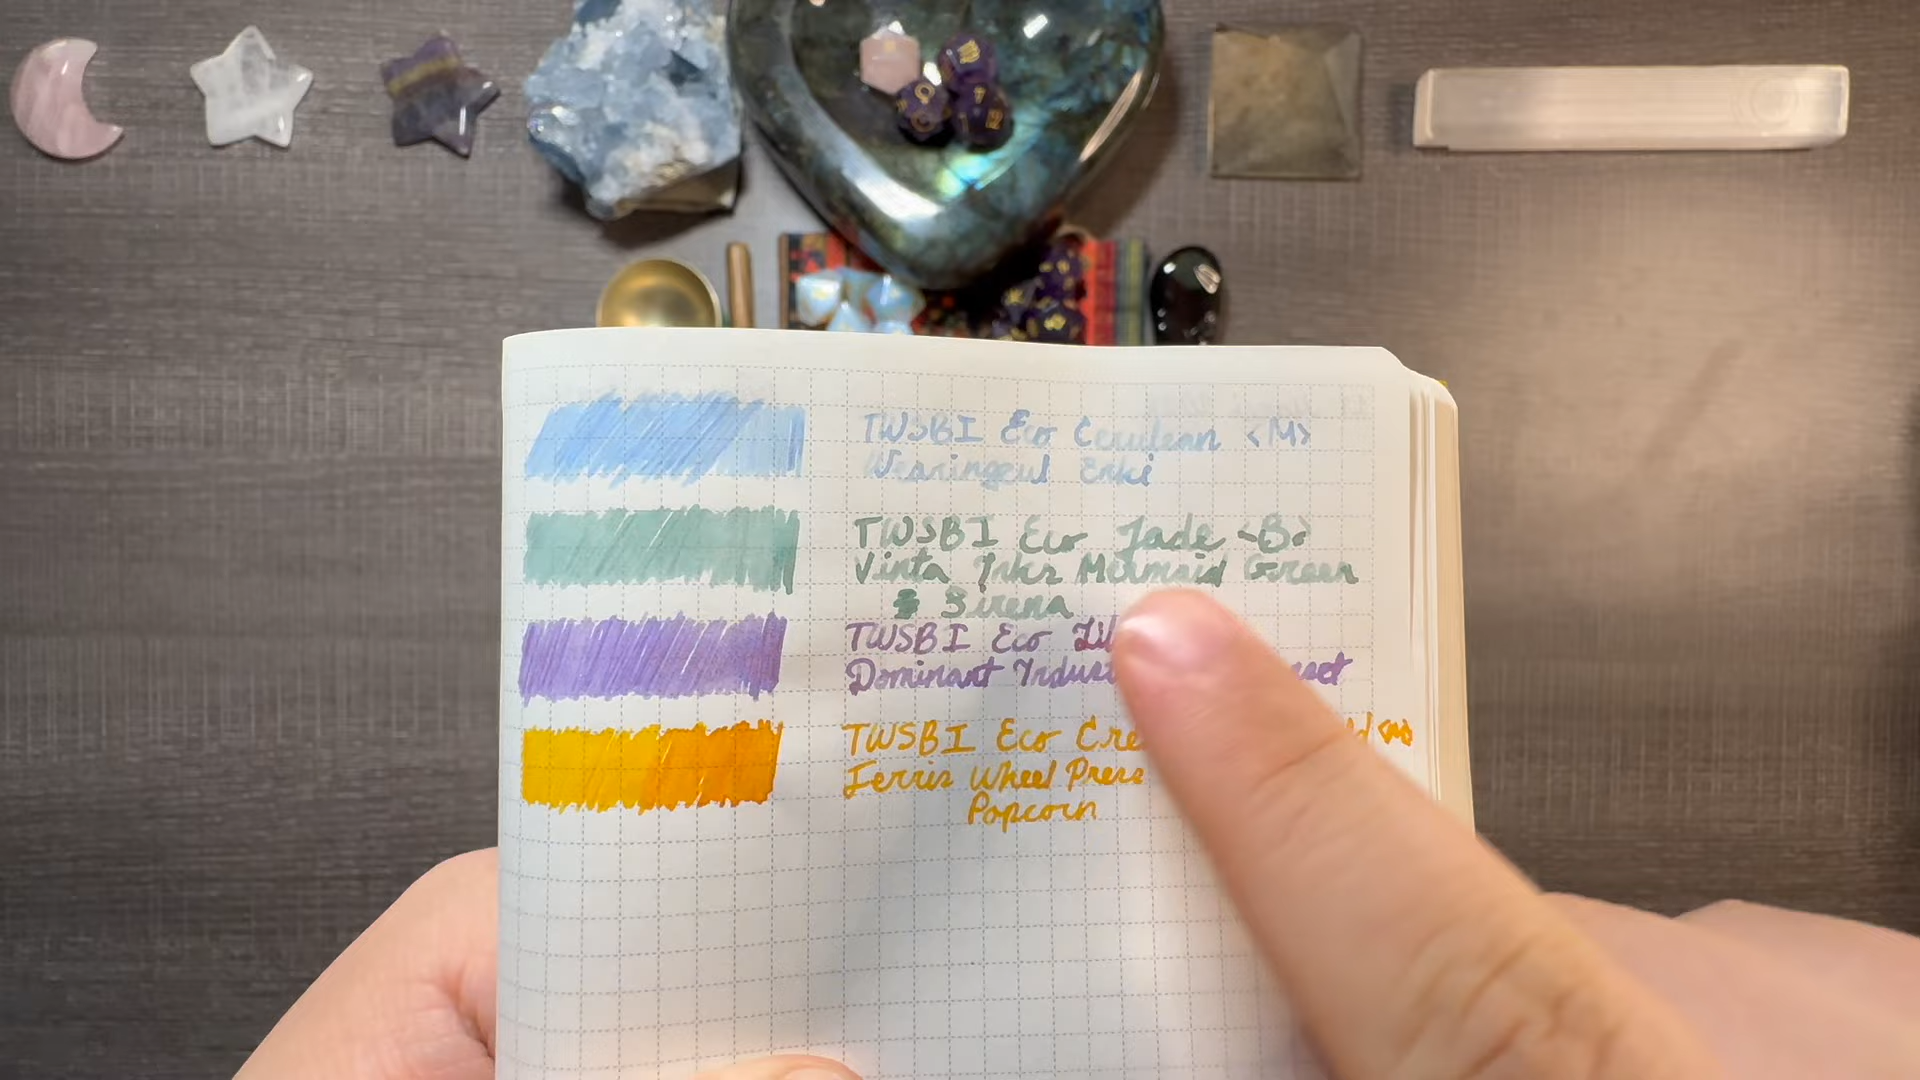 TWSBI Eco Cerulean <M>
Wearingeul Enki
TWSBI Eco Jade <B>
Vinta Inks Mermaid Green
Sirena
TWSBI Eco
Dominant
TWSBI Eco
Ferris Wheel Press
Popcorn